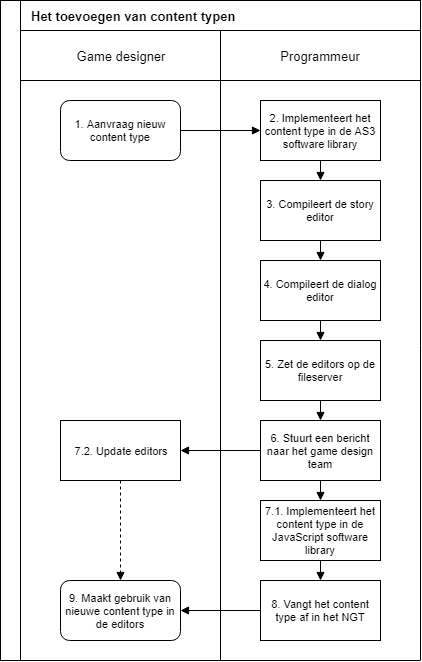 Het toevoegen van content typen
Game designer
Programmeur
1. Aanvraag nieuw
content type
2. Implementeert het
content type in de AS3
software library
3. Compileert de story
editor
4. Compileert de dialog
editor
5. Zet de editors op de
fileserver
6. Stuurt een bericht
naar het game design
team
7.2. Update editors
7.1. Implementeert het
content type in de
JavaScript software
library
8. Vangt het content
type af in het NGT
9. Maakt gebruik van
nieuwe content type in
de editors